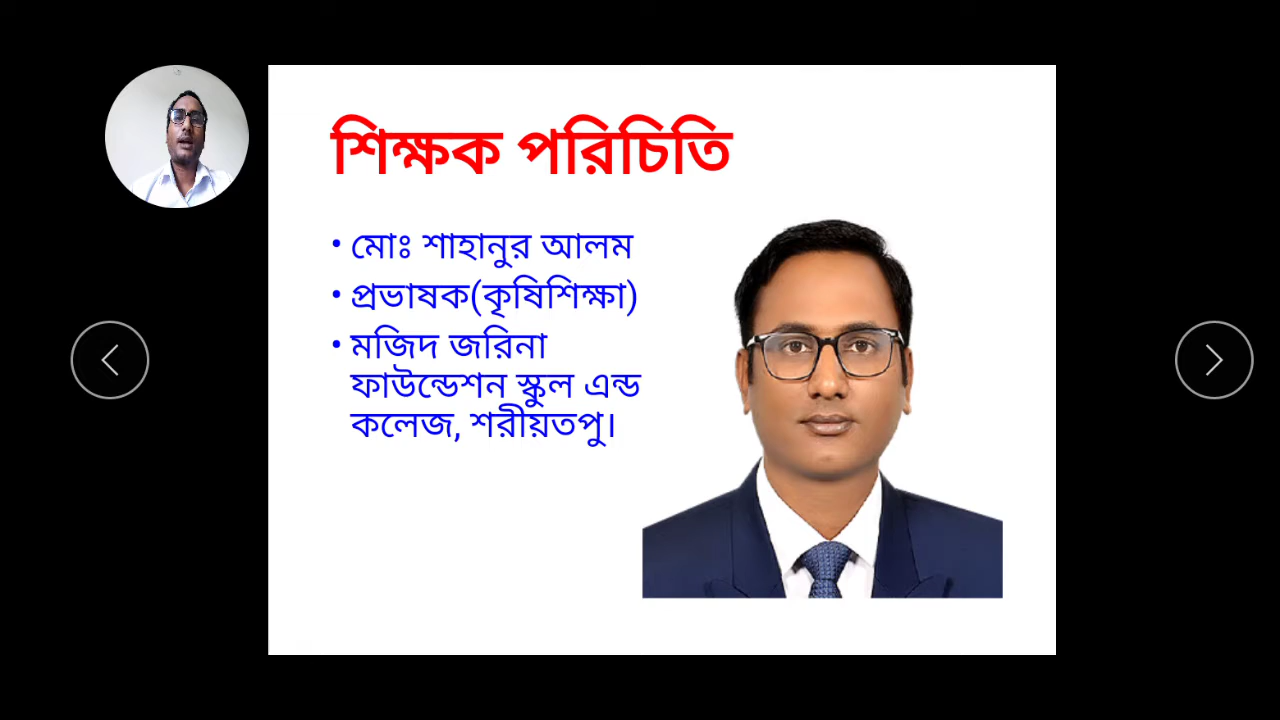 শিক্ষক পরিচিতি
• মোঃ শাহানুর আলম
• প্রভাষক(কৃষিশিক্ষা)
• মজিদ জরিনা
ফাউন্ডেশন স্কুল এন্ড
কলেজ, শরীয়তপু।